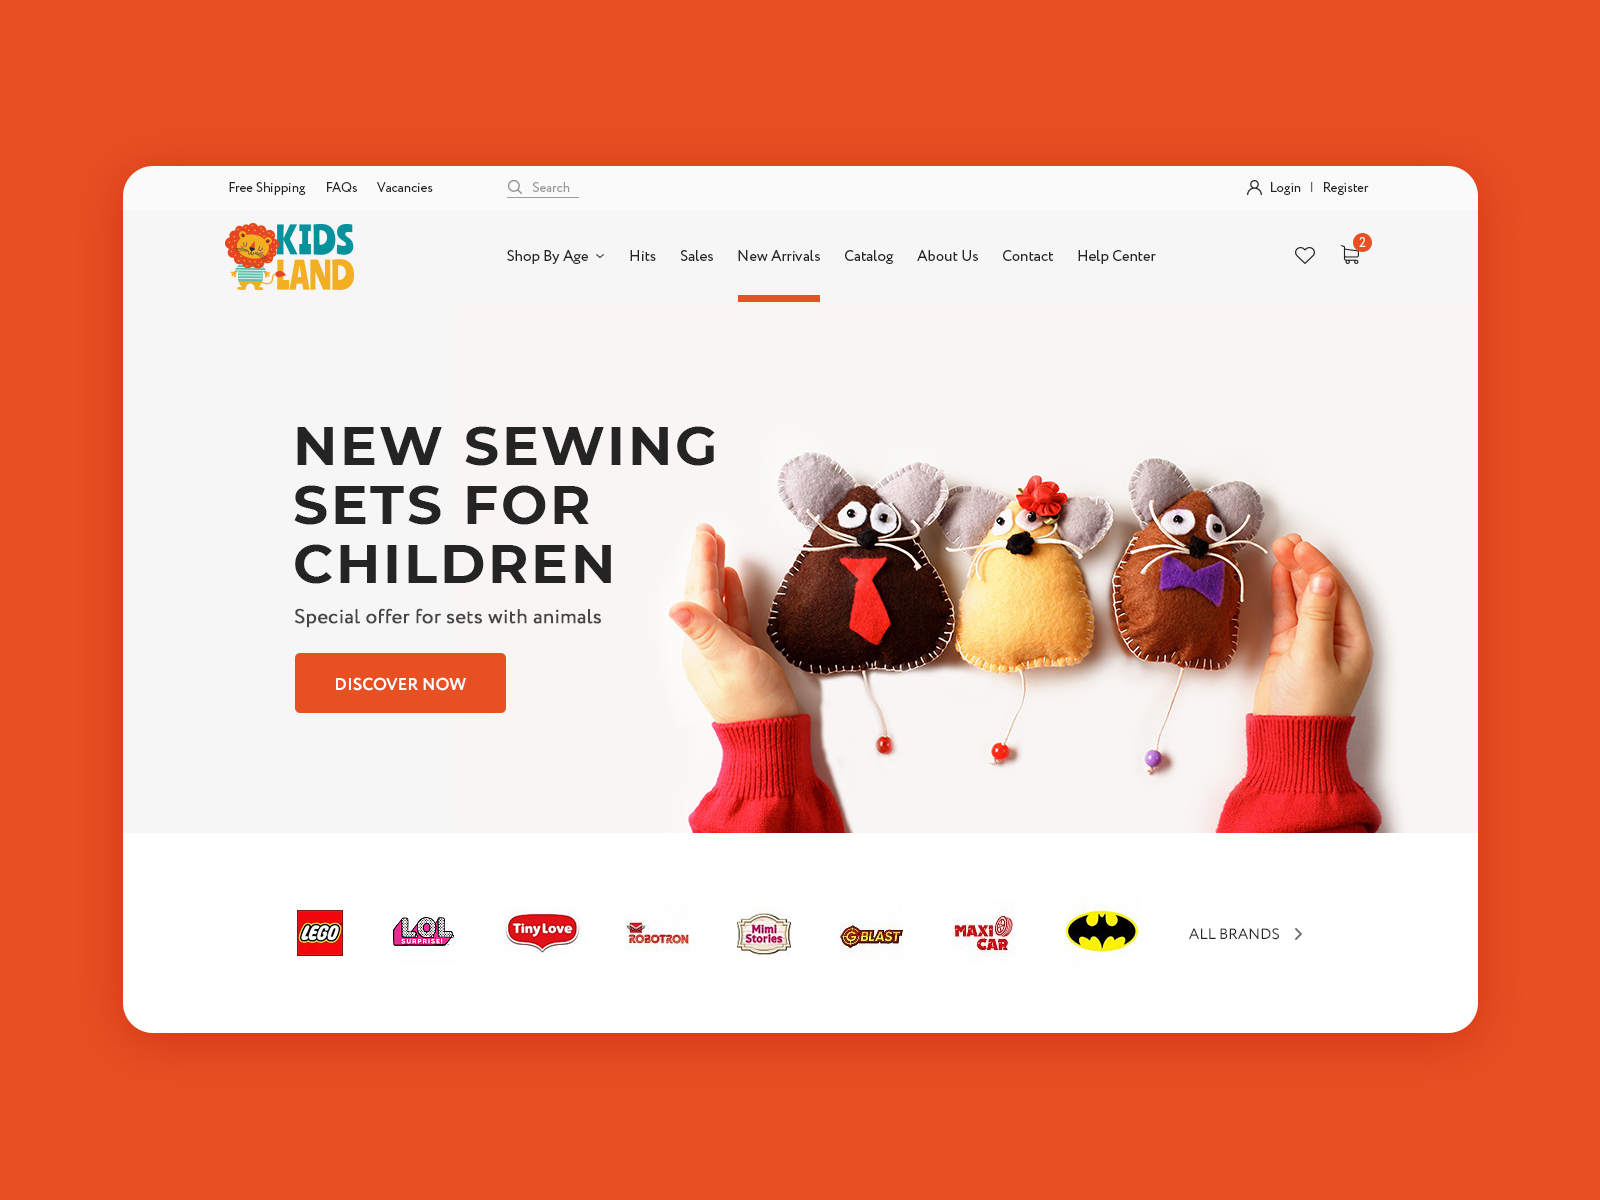 Free Shipping FAQs Vacancies Search Login | Register
KIDS
LAND
Shop By Age Hits Sales New Arrivals Catalog About Us Contact Help Center 2
NEW SEWING
SETS FOR
CHILDREN
Special offer for sets with animals
DISCOVER NOW
LEGO
L.O.L.
SURPRISE!
Tiny Love
ROBOTRON
Mimi
Stories
G BLAST
MAXI
CAR
ALL BRANDS